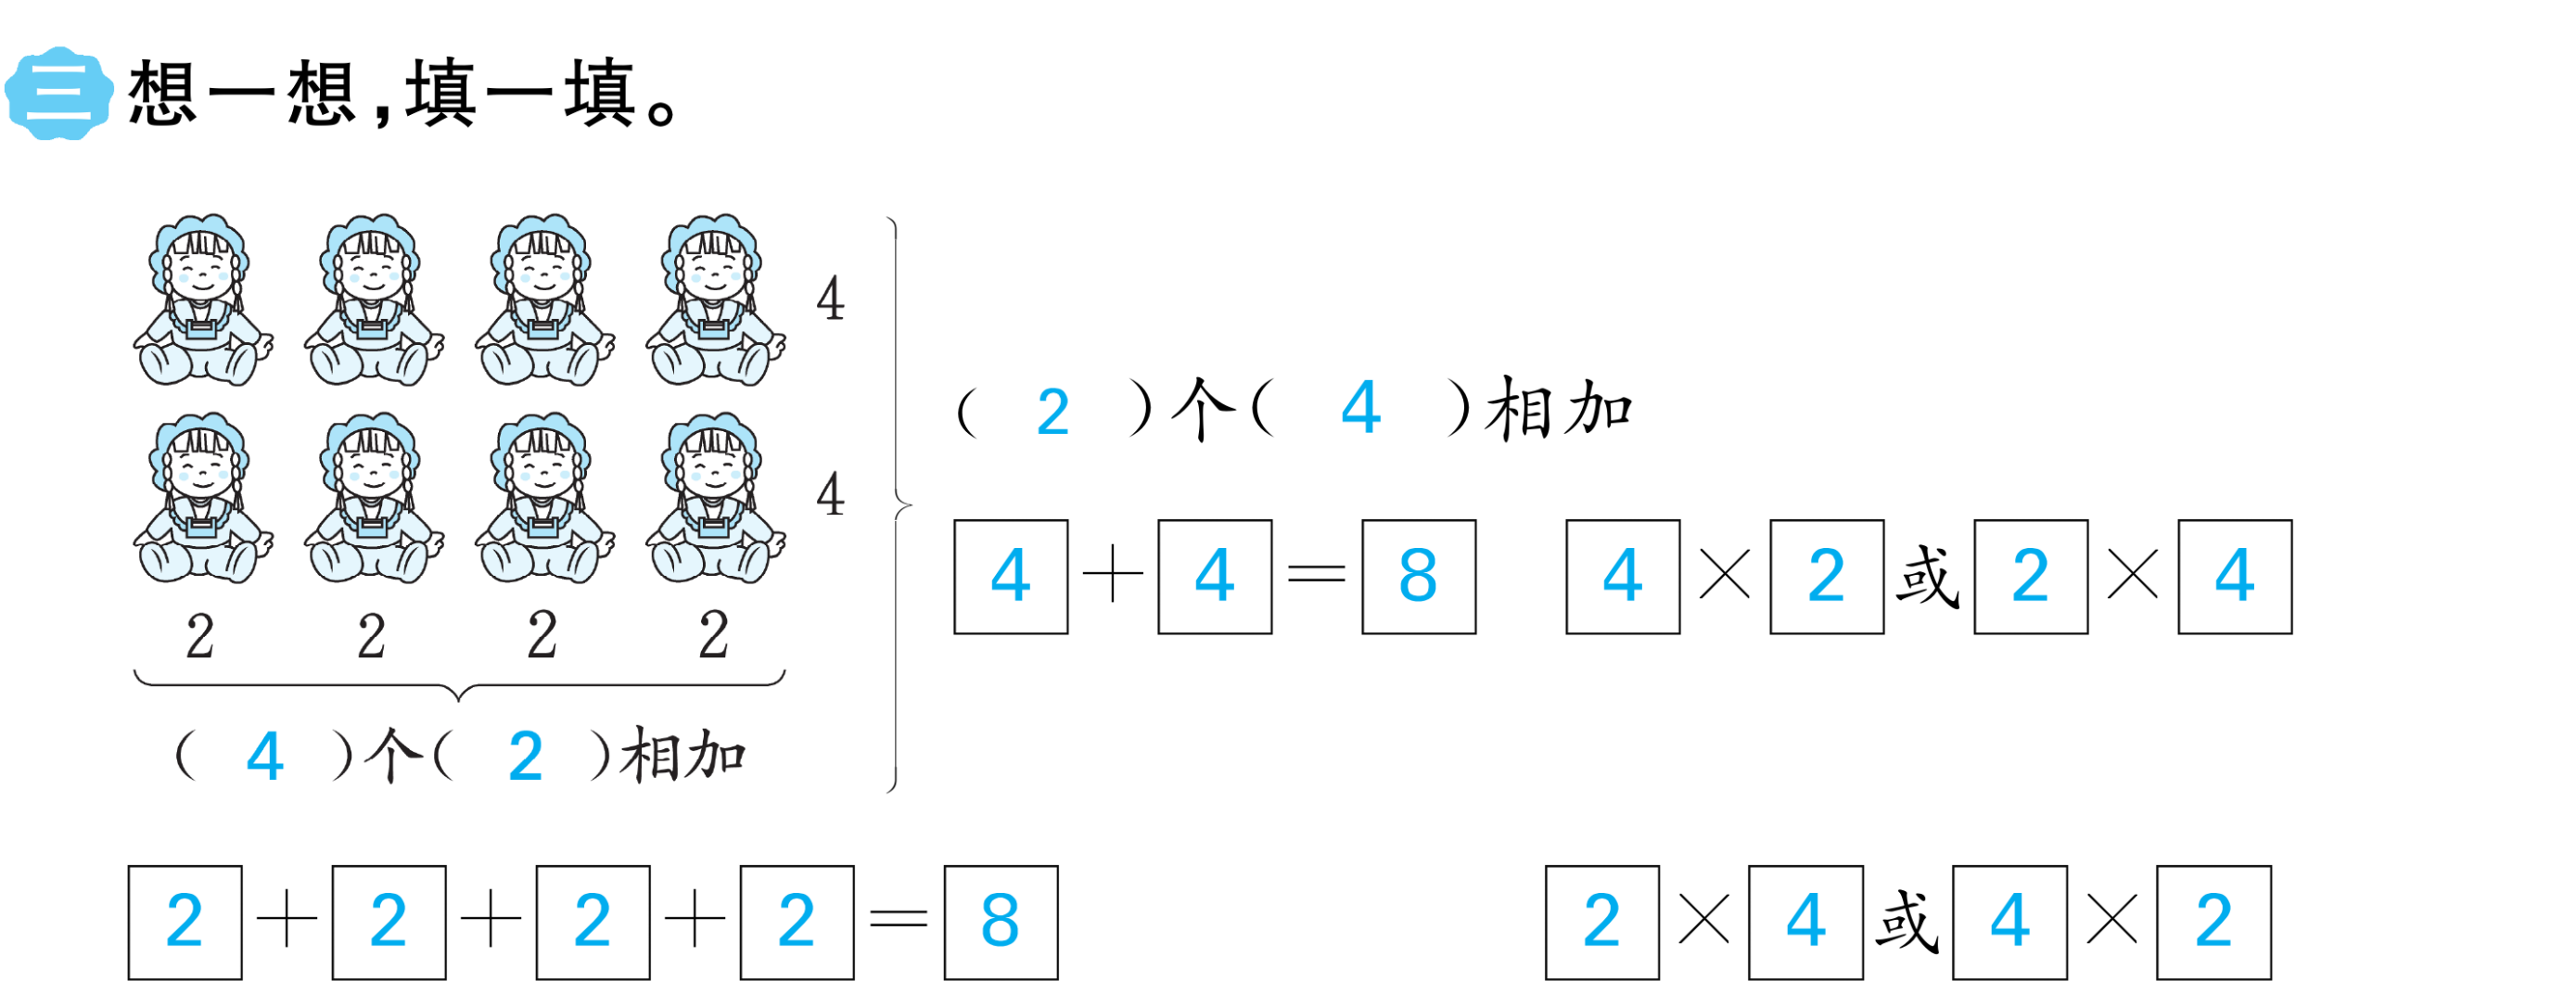 三 想一想,填一填。
4
( 2 )个( 4 )相加
4
4 + 4 = 8 4 × 2 或 2 × 4
2 2 2 2
( 4 )个( 2 )相加
2 + 2 + 2 + 2 = 8 2 × 4 或 4 × 2